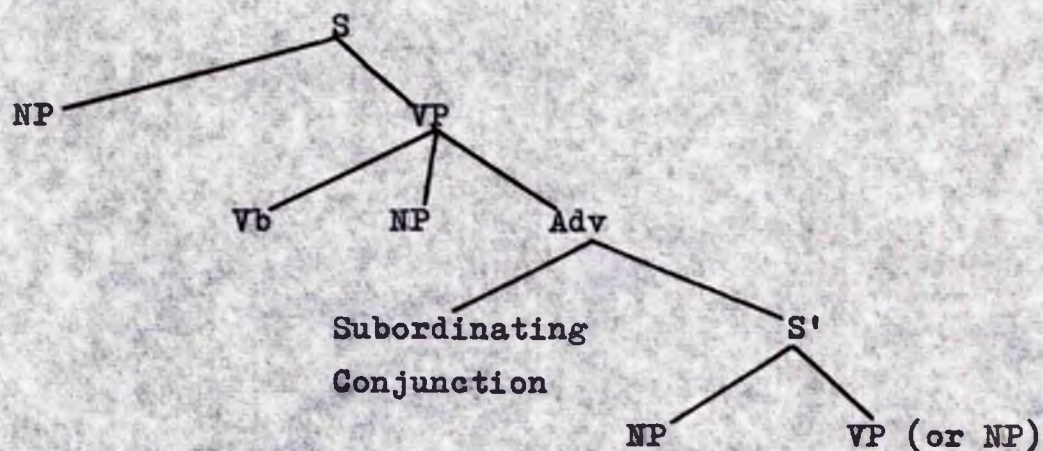 S
NP
VP
Vb NP Adv
Subordinating S'
Conjunction
NP VP (or NP)